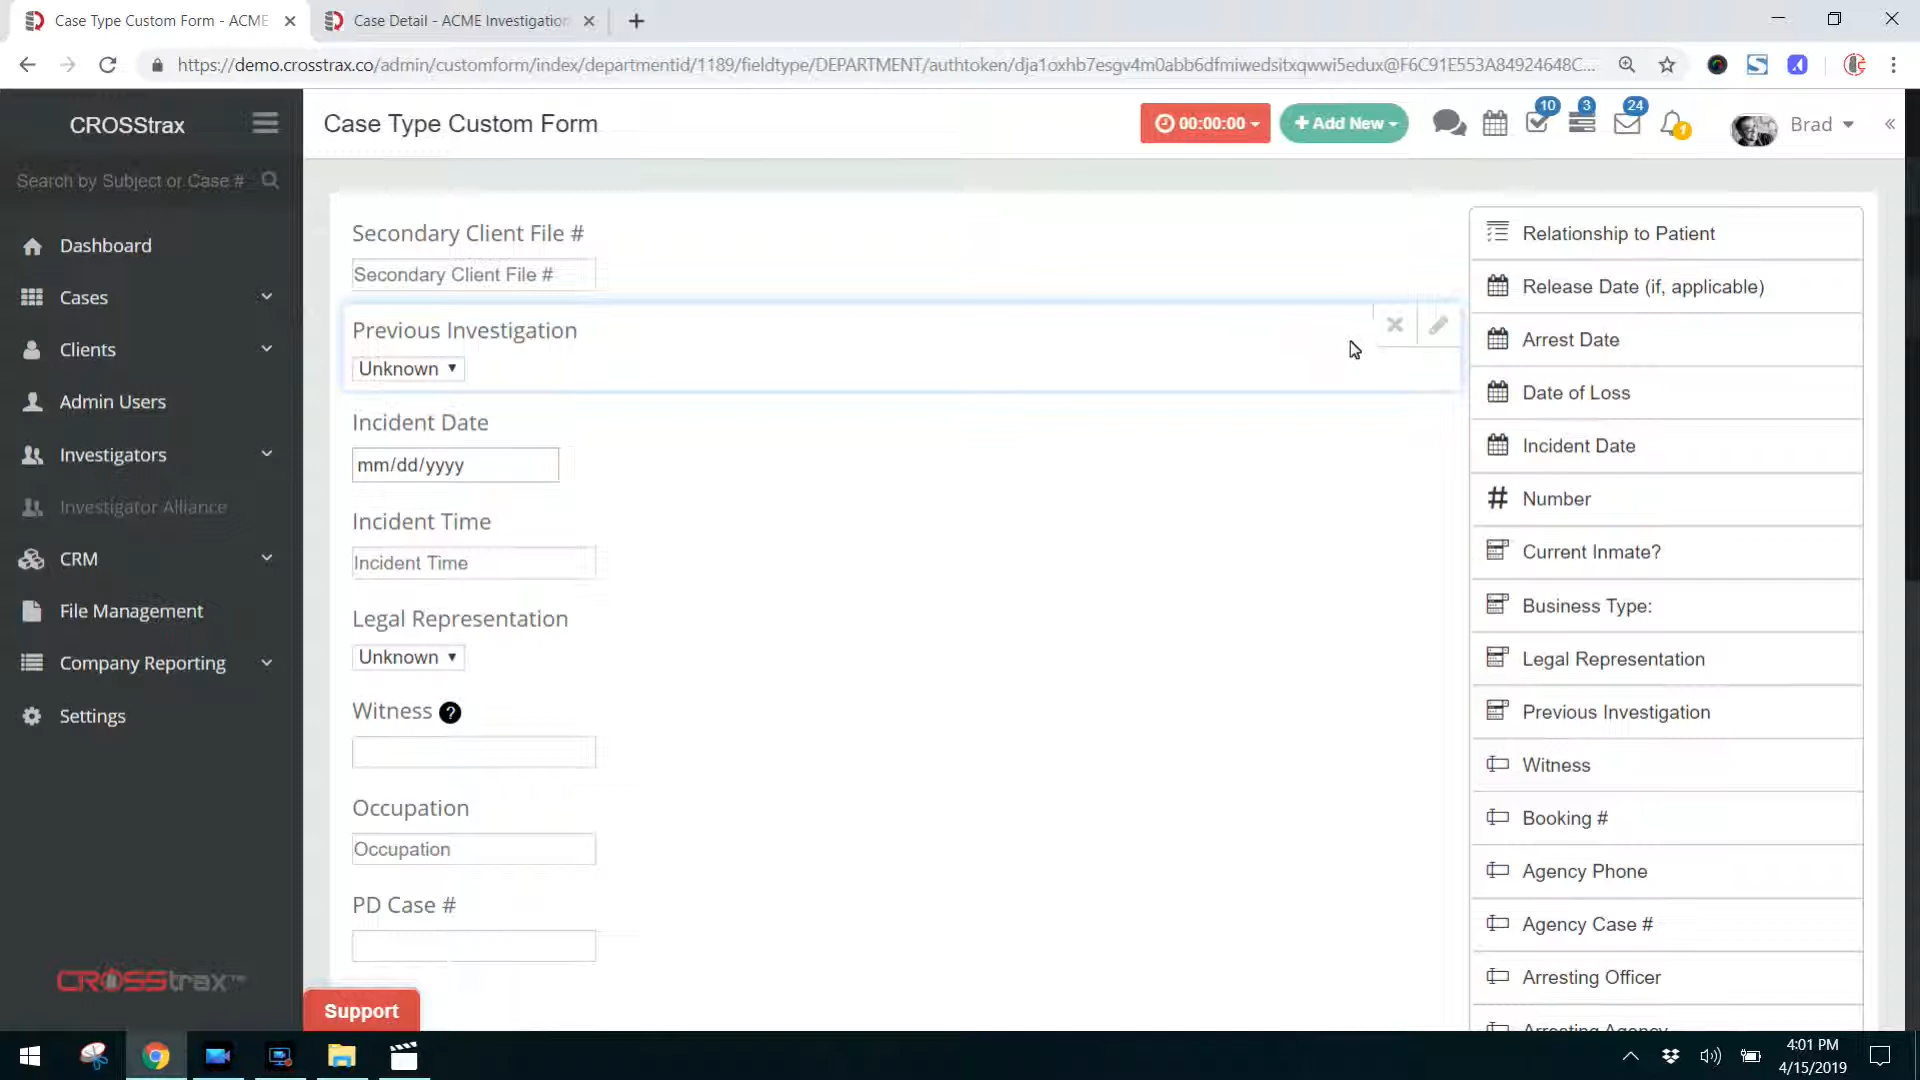 Case Type Custom Form - ACME
Case Detail - ACME Investigation
https://demo.crosstrax.co/admin/customform/index/departmentid/1189/fieldtype/DEPARTMENT/authtoken/dja1oxhb7esgv4m0abb6dfmiwedsitxqwwi5edux@F6C91E553A84924648C...
CROSStrax
Case Type Custom Form
00:00:00
Add New
10
3
24
1
Brad
Search by Subject or Case #
Dashboard
Cases
Clients
Admin Users
Investigators
Investigator Alliance
CRM
File Management
Company Reporting
Settings
CROSStrax™
Support
Secondary Client File #
Secondary Client File #
Previous Investigation
Unknown
Incident Date
mm/dd/yyyy
Incident Time
Incident Time
Legal Representation
Unknown
Witness ?
Occupation
Occupation
PD Case #
Relationship to Patient
Release Date (if, applicable)
Arrest Date
Date of Loss
Incident Date
# Number
Current Inmate?
Business Type:
Legal Representation
Previous Investigation
Witness
Booking #
Agency Phone
Agency Case #
Arresting Officer
Arresting Agency
4:01 PM
4/15/2019